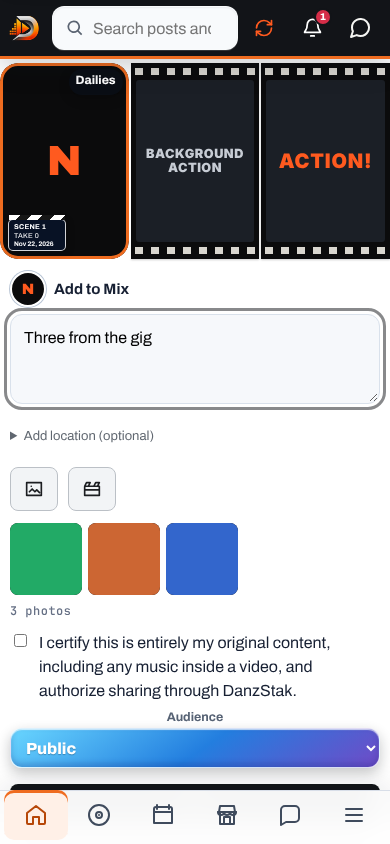 Search posts and
1
Dailies
N
SCENE 1
TAKE 0
Nov 22, 2026
BACKGROUND
ACTION
ACTION!
N
Add to Mix
Three from the gig
Add location (optional)
3 photos
I certify this is entirely my original content,
including any music inside a video, and
authorize sharing through DanzStak.
Audience
Public